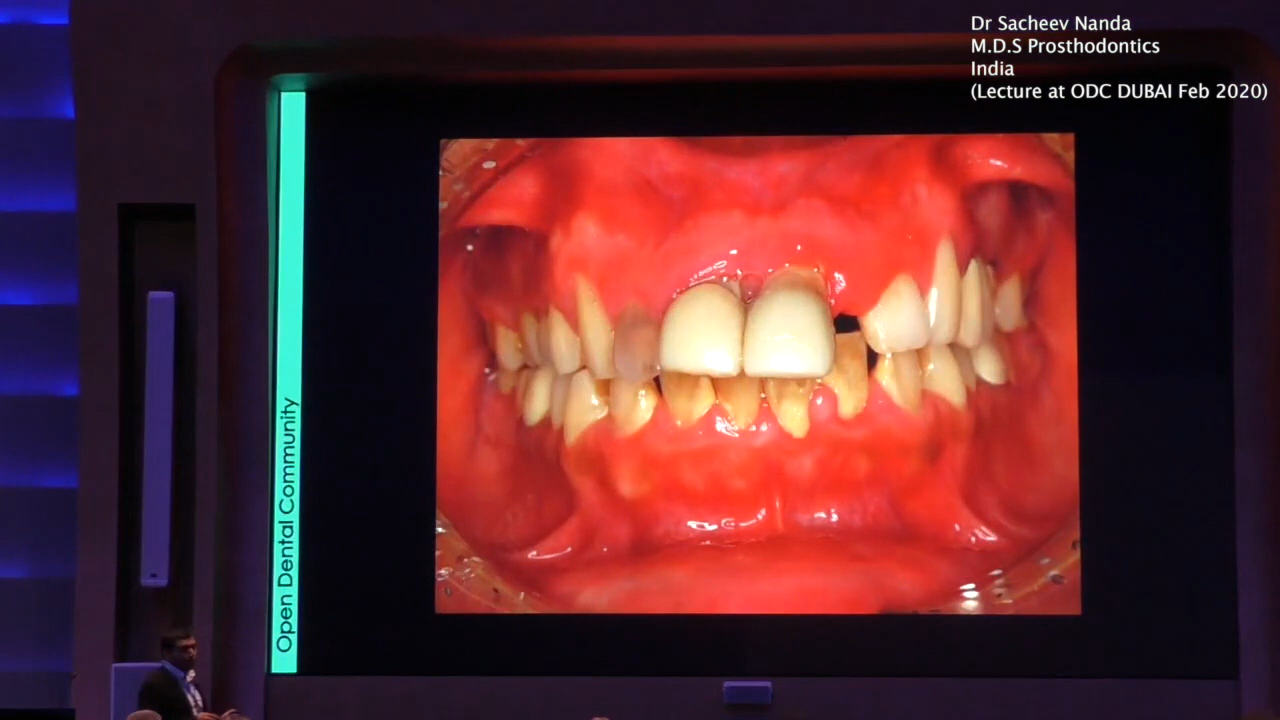 Dr Sacheev Nanda
M.D.S Prosthodontics
India
(Lecture at ODC DUBAI Feb 2020)
Open Dental Community